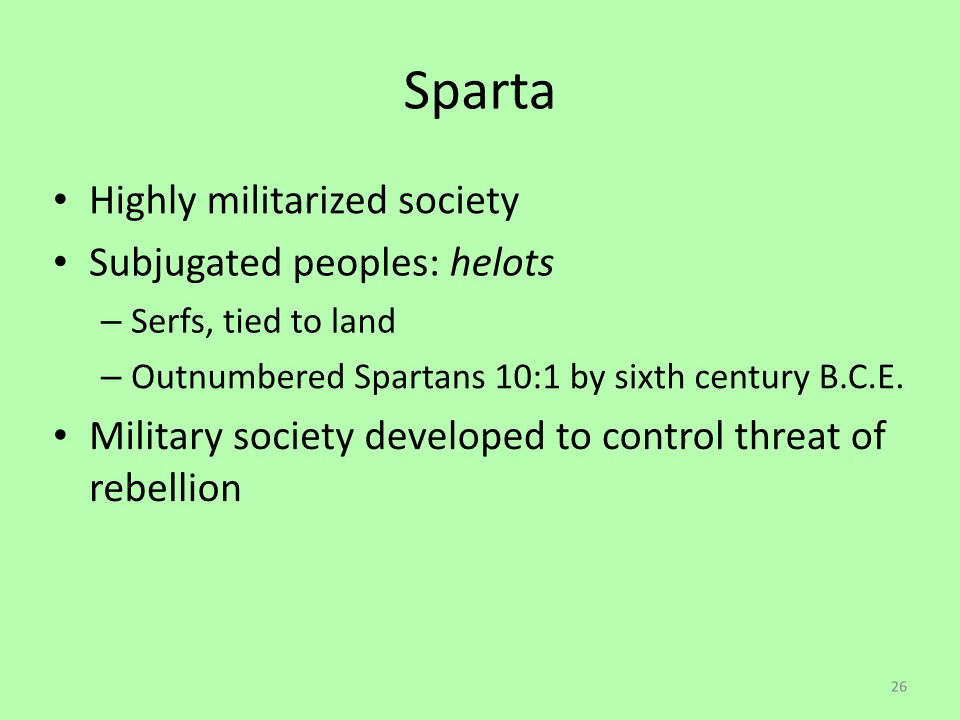 Sparta
• Highly militarized society
• Subjugated peoples: helots
– Serfs, tied to land
– Outnumbered Spartans 10:1 by sixth century B.C.E.
• Military society developed to control threat of
rebellion
26